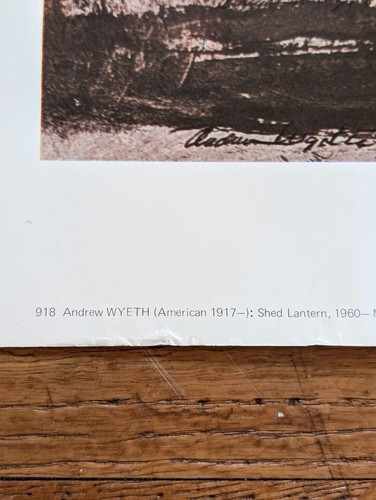 Andrew Wyeth
918 Andrew WYETH (American 1917–): Shed Lantern, 1960–